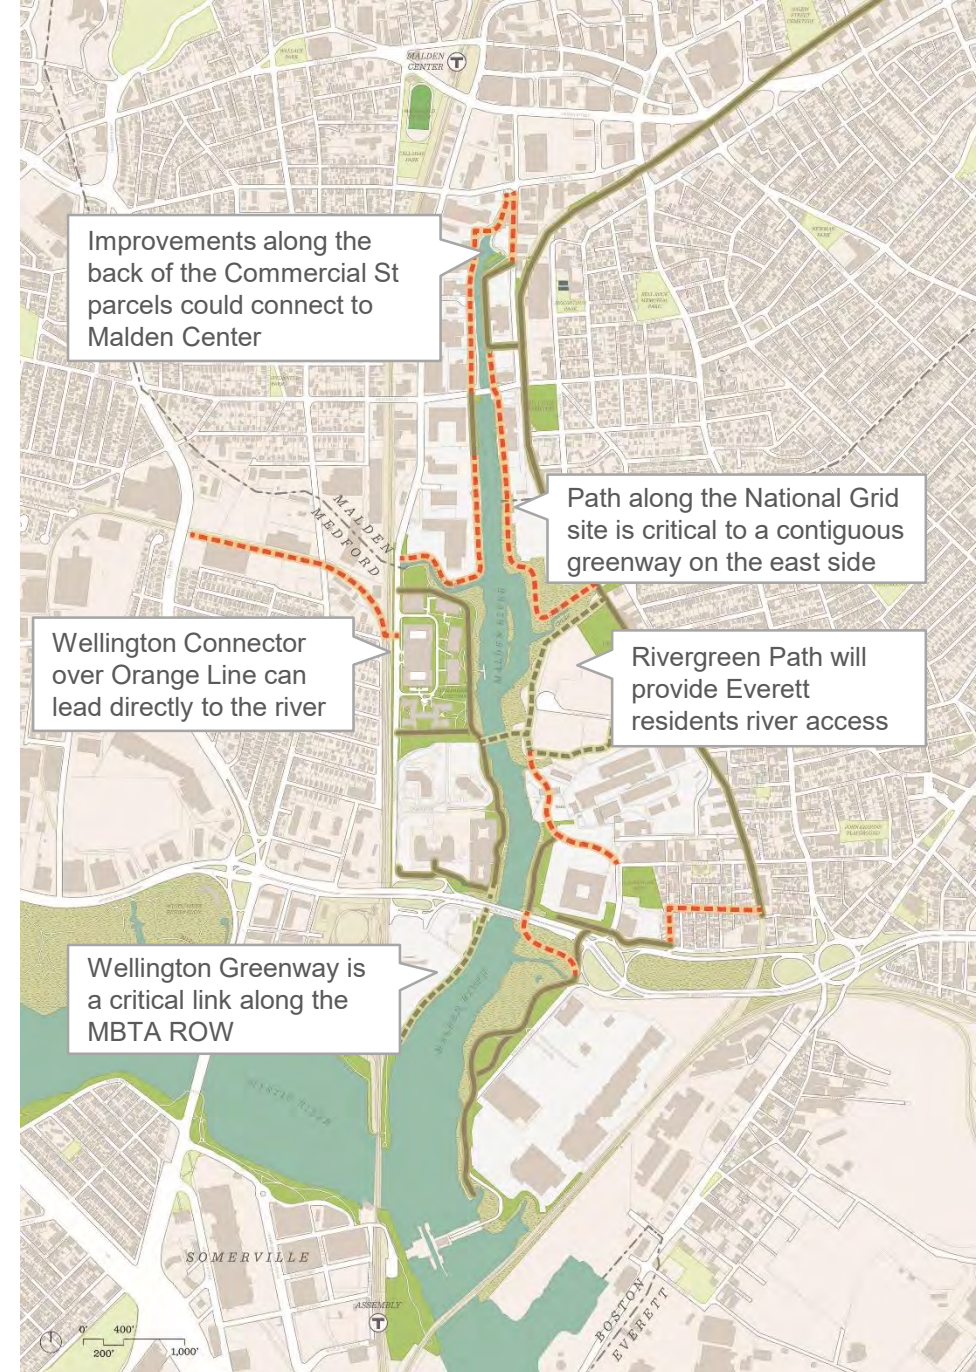 MALDEN
CENTER
T
Improvements along the
back of the Commercial St
parcels could connect to
Malden Center
NEWMAN
PARK
MALDEN
MEDFORD
Path along the National Grid
site is critical to a contiguous
greenway on the east side
MALDEN RIVER
Wellington Connector
over Orange Line can
lead directly to the river
Rivergreen Path will
provide Everett
residents river access
Wellington Greenway is
a critical link along the
MBTA ROW
MALDEN RIVER
MYSTIC RIVER
SOMERVILLE
ASSEMBLY
T
BOSTON
EVERETT
0' 400'
200' 1,000'